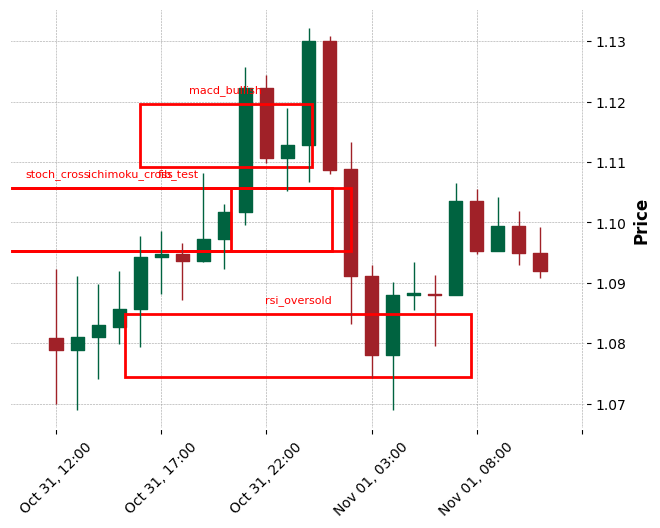 1.13
macd_bullish
1.12
1.11
stoch_cross
ichimoku_cross
fib_test
1.10
Price
1.09
rsi_oversold
1.08
1.07
Oct 31, 12:00
Oct 31, 17:00
Oct 31, 22:00
Nov 01, 03:00
Nov 01, 08:00